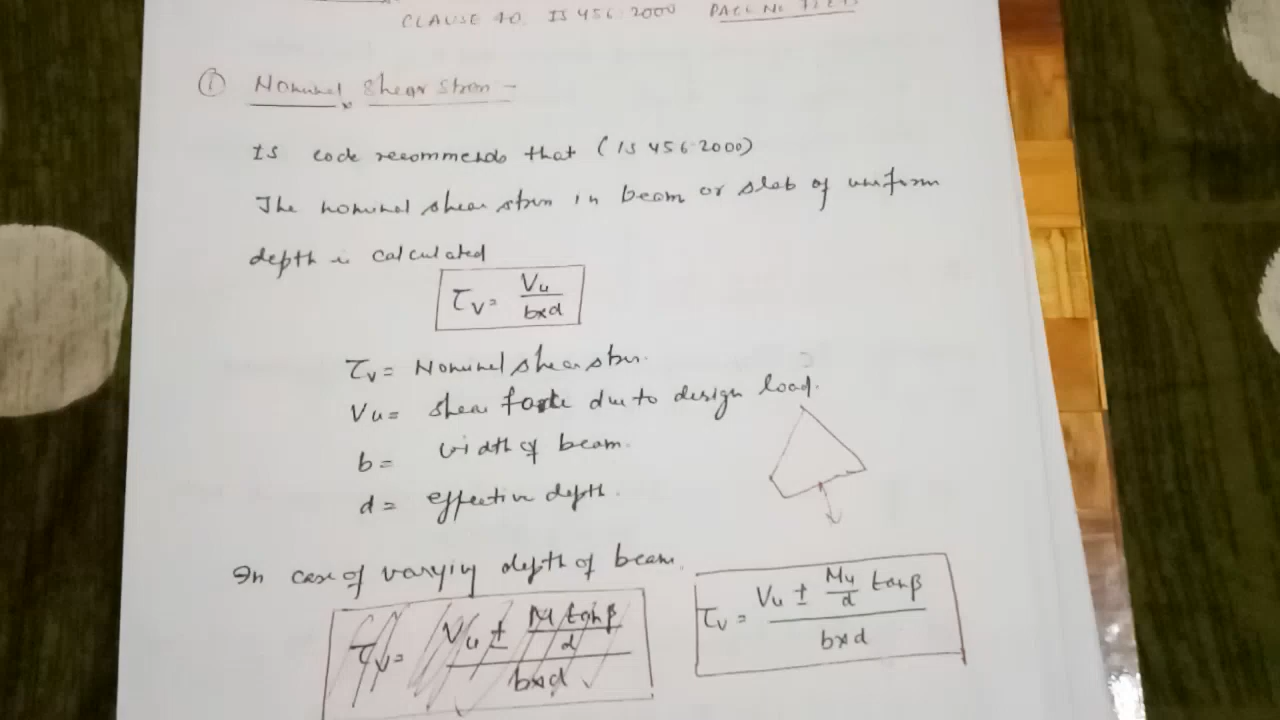 CLAUSE 40 IS 456:2000 PAGE No 72
① Nominal Shear Stress -
IS code recommends that (IS 456:2000)
The nominal shear stress in beam or slab of uniform
depth is calculated
τv = Vu / b×d
τv = Nominal shear stress.
Vu = shear force due to design load.
b = width of beam.
d = effective depth.
In case of varying depth of beam.
τv = Vu ± M tanβ / d / b×d
τv = Vu ± Mu / d tanβ / b×d